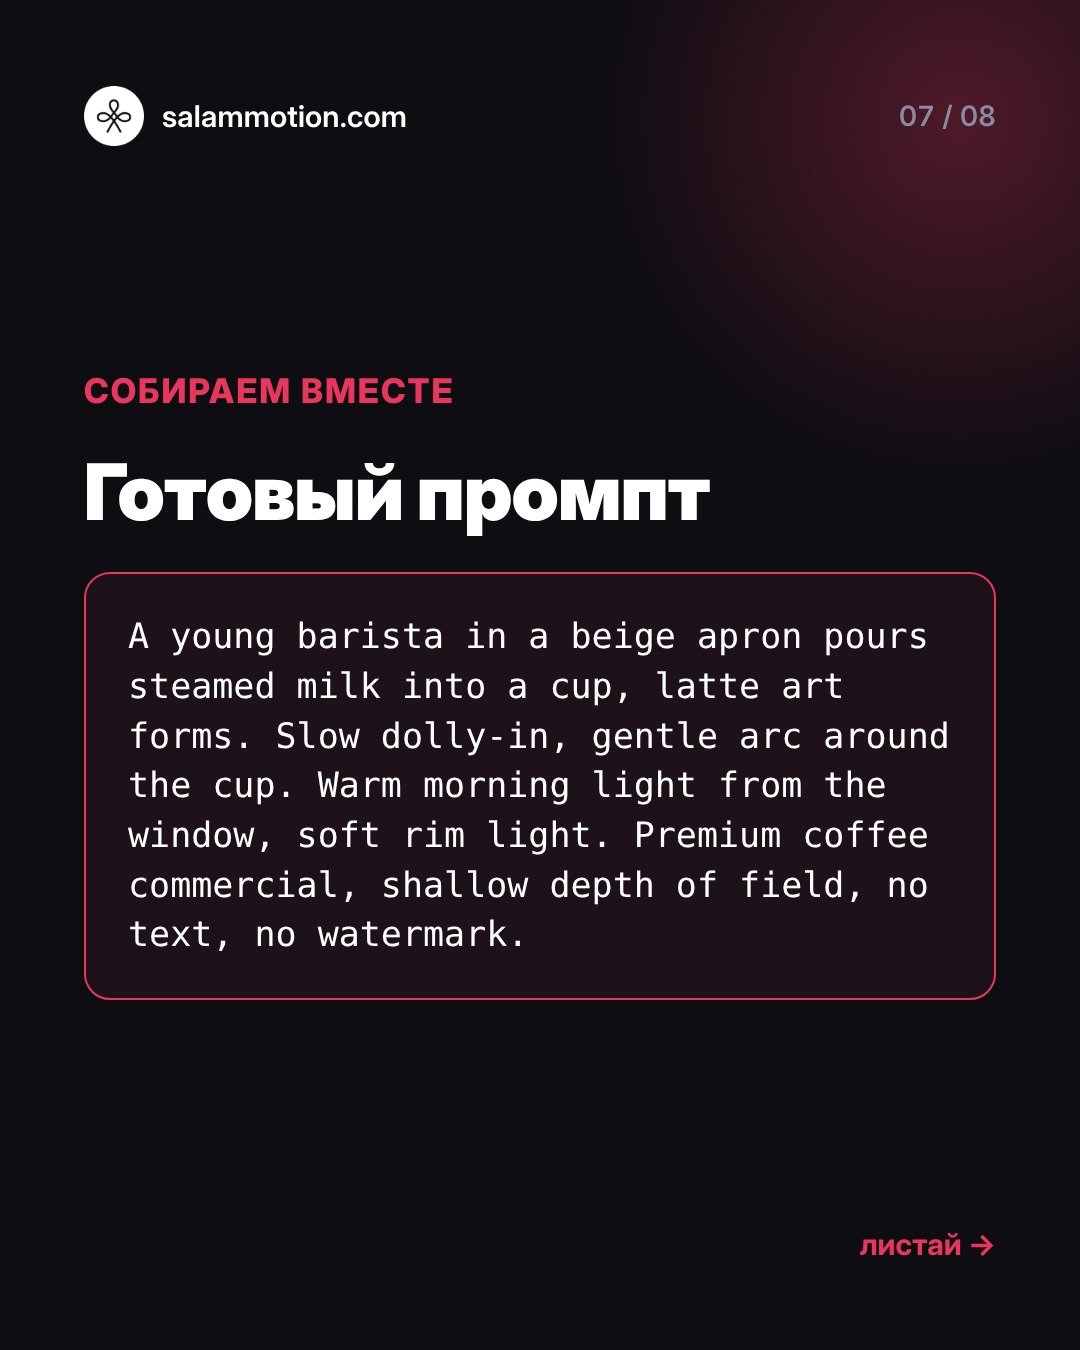 salammotion.com
07 / 08
СОБИРАЕМ ВМЕСТЕ
Готовый промпт
A young barista in a beige apron pours
steamed milk into a cup, latte art
forms. Slow dolly-in, gentle arc around
the cup. Warm morning light from the
window, soft rim light. Premium coffee
commercial, shallow depth of field, no
text, no watermark.
листай →